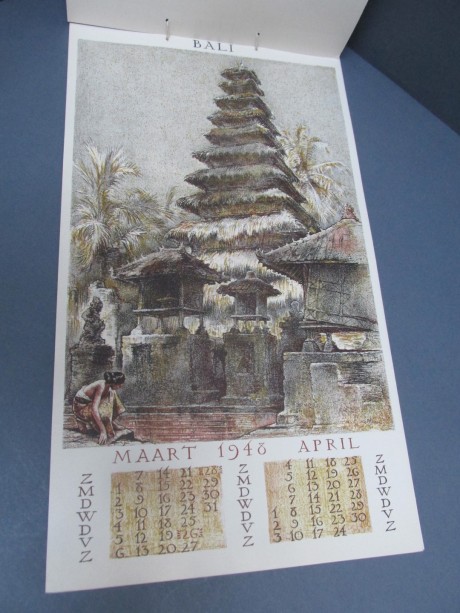 BALI
MAART 1948 APRIL
Z 7 14 21 28 Z 4 11 18 25 Z
M 1 8 15 22 29 M 5 12 19 26 M
D 2 9 16 23 30 D 6 13 20 27 D
W 3 10 17 24 31 W 7 14 21 28 W
D 4 11 18 25 D 1 8 15 22 29 D
V 5 12 19 26 V 2 9 16 23 30 V
Z 6 13 20 27 Z 3 10 17 24 Z